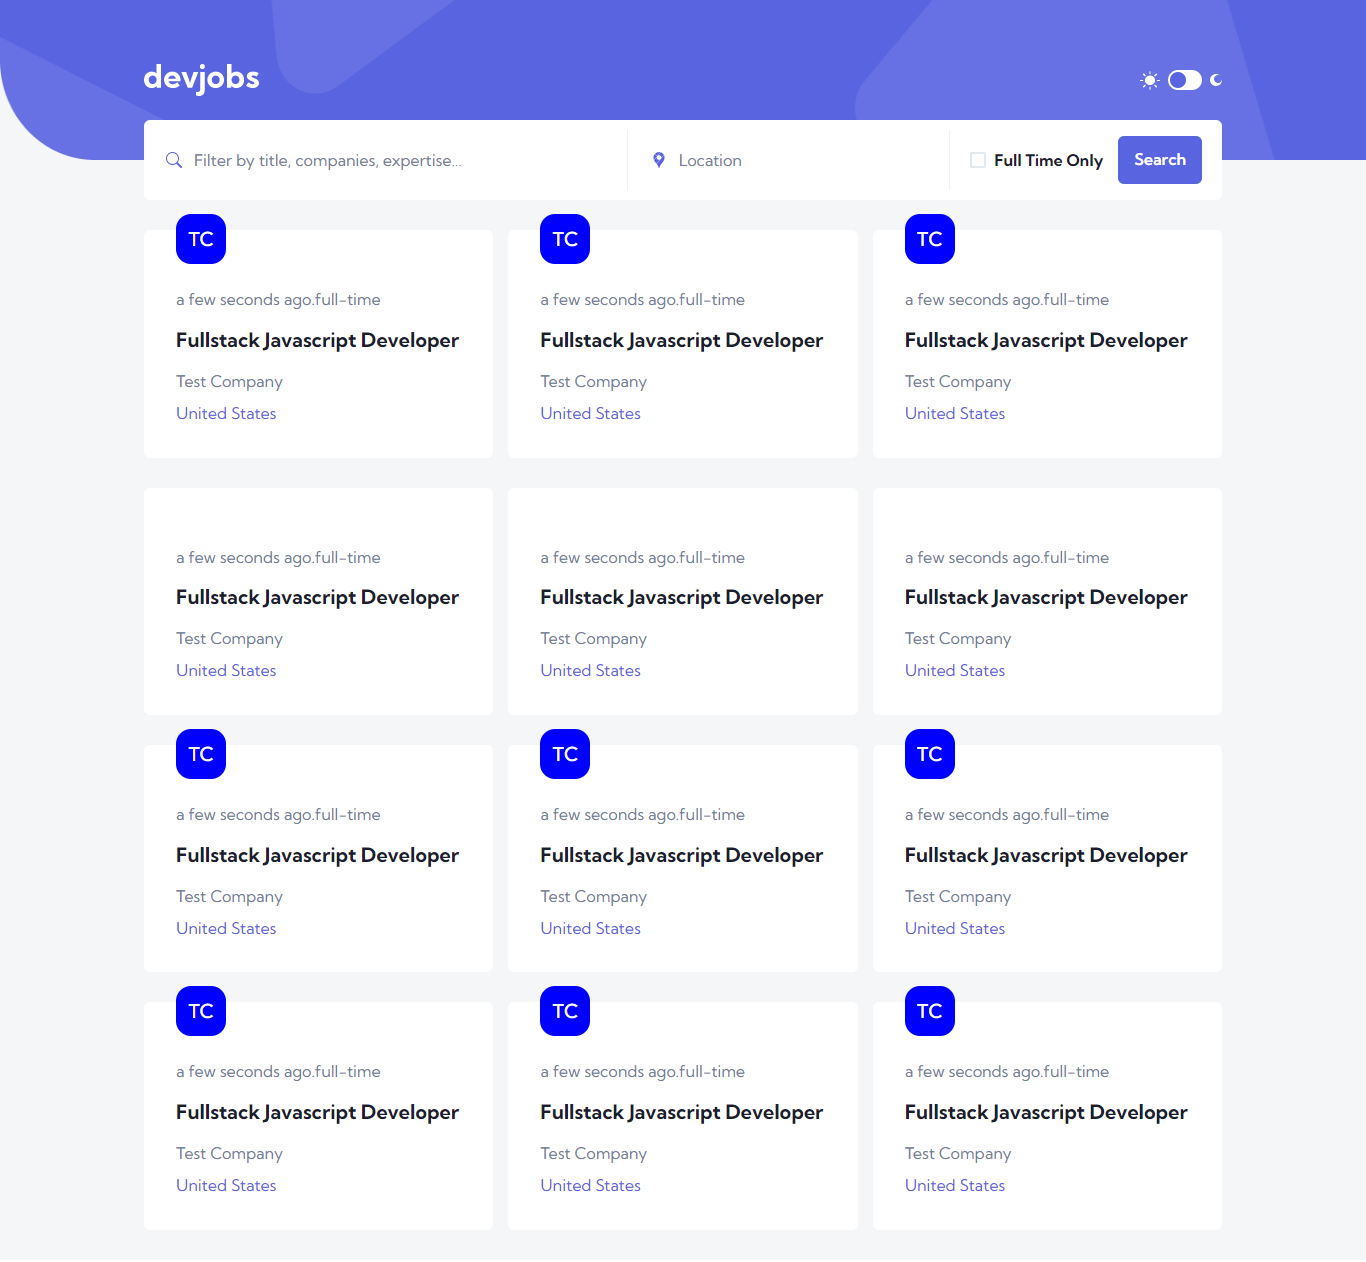 devjobs
Filter by title, companies, expertise...
Location
Full Time Only
Search
TC
a few seconds ago.full-time
Fullstack Javascript Developer
Test Company
United States
TC
a few seconds ago.full-time
Fullstack Javascript Developer
Test Company
United States
TC
a few seconds ago.full-time
Fullstack Javascript Developer
Test Company
United States
a few seconds ago.full-time
Fullstack Javascript Developer
Test Company
United States
a few seconds ago.full-time
Fullstack Javascript Developer
Test Company
United States
a few seconds ago.full-time
Fullstack Javascript Developer
Test Company
United States
TC
a few seconds ago.full-time
Fullstack Javascript Developer
Test Company
United States
TC
a few seconds ago.full-time
Fullstack Javascript Developer
Test Company
United States
TC
a few seconds ago.full-time
Fullstack Javascript Developer
Test Company
United States
TC
a few seconds ago.full-time
Fullstack Javascript Developer
Test Company
United States
TC
a few seconds ago.full-time
Fullstack Javascript Developer
Test Company
United States
TC
a few seconds ago.full-time
Fullstack Javascript Developer
Test Company
United States